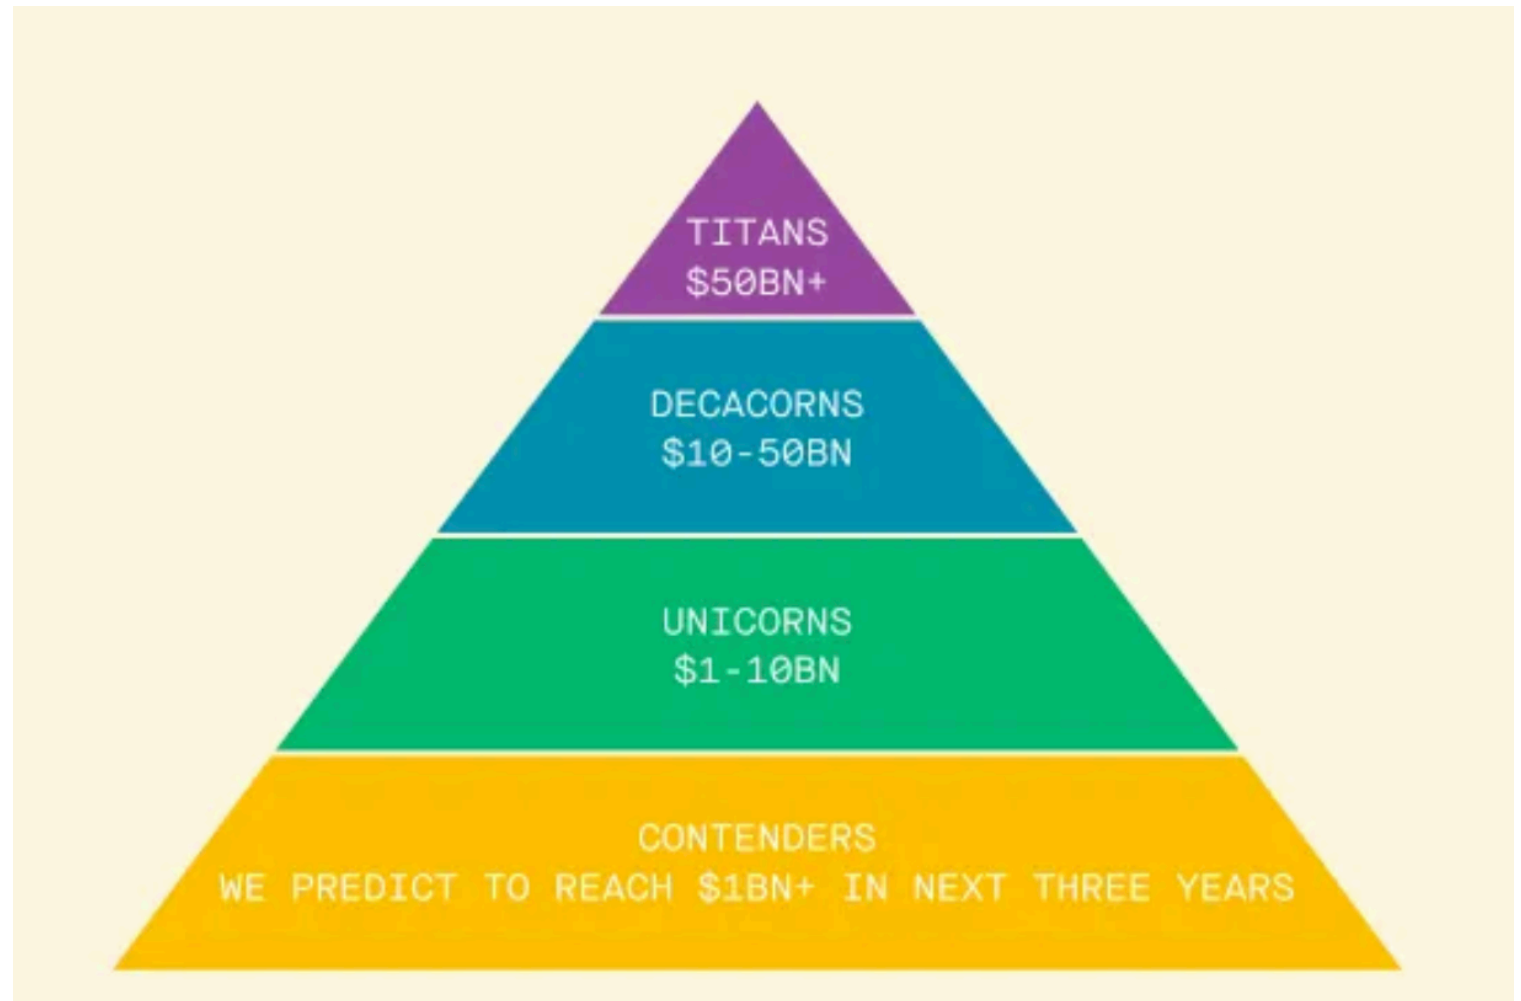 TITANS
$50BN+
DECACORNS
$10-50BN
UNICORNS
$1-10BN
CONTENDERS
WE PREDICT TO REACH $1BN+ IN NEXT THREE YEARS